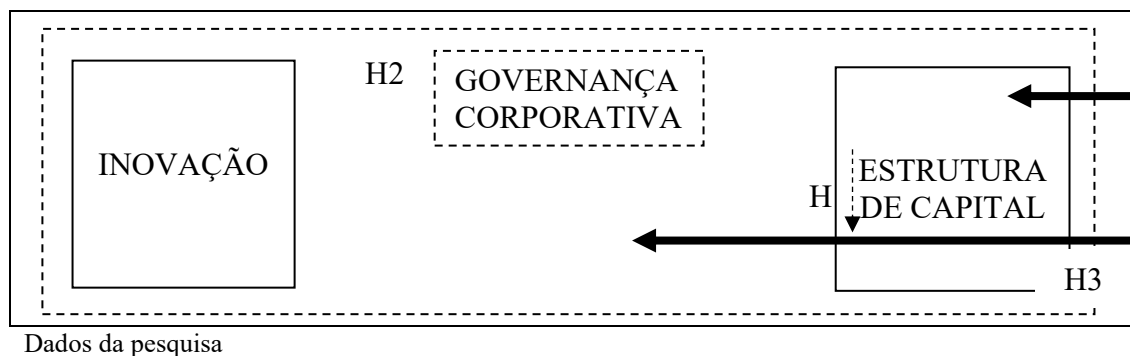 H2
GOVERNANÇA
CORPORATIVA
INOVAÇÃO
H
ESTRUTURA
DE CAPITAL
H3
Dados da pesquisa